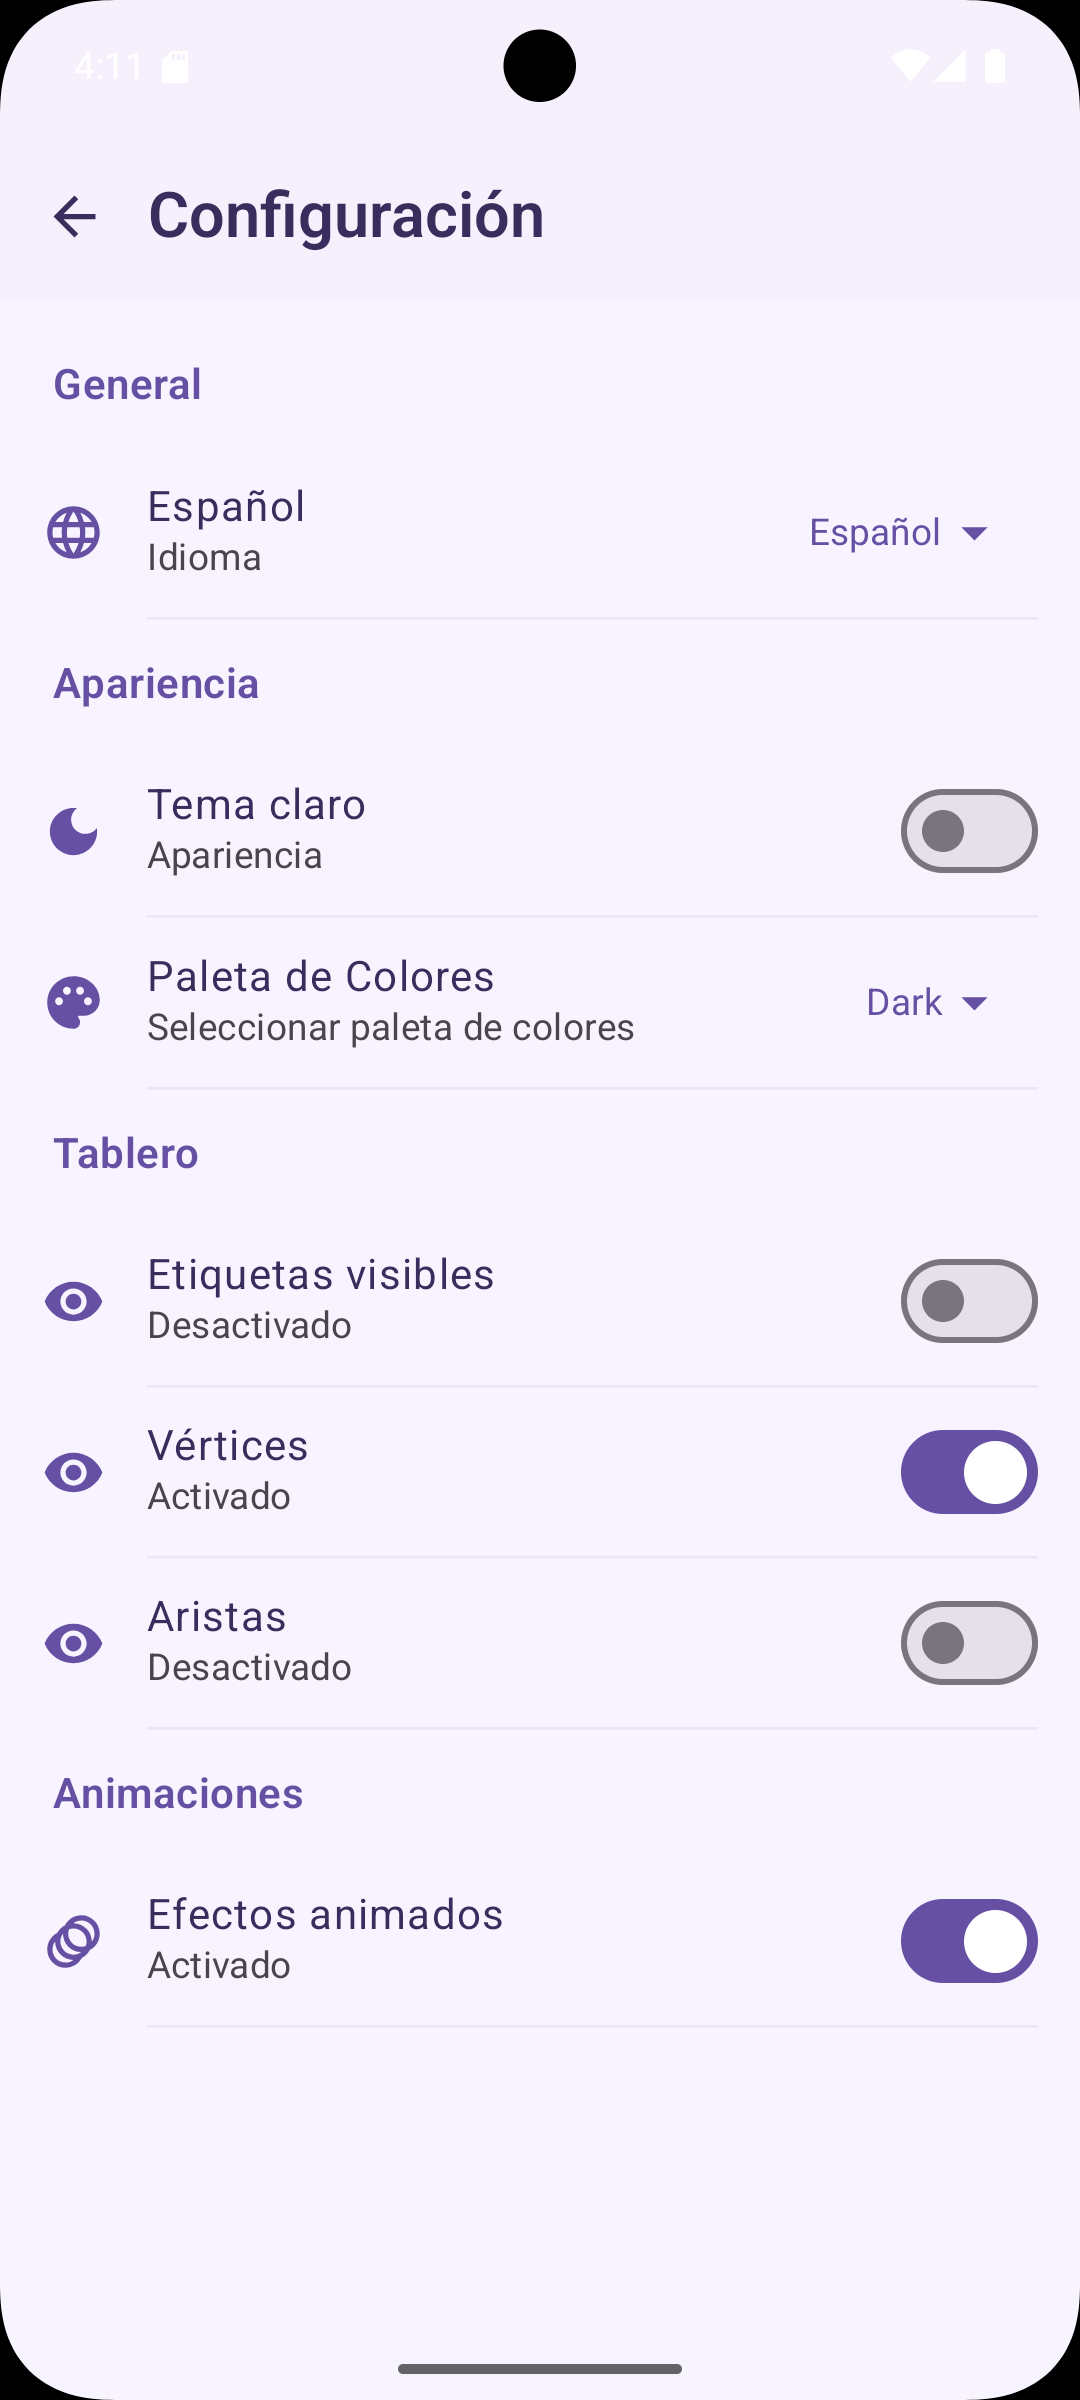 4:11
Configuración
General
Español
Idioma
Español
Apariencia
Tema claro
Apariencia
Paleta de Colores
Seleccionar paleta de colores
Dark
Tablero
Etiquetas visibles
Desactivado
Vértices
Activado
Aristas
Desactivado
Animaciones
Efectos animados
Activado